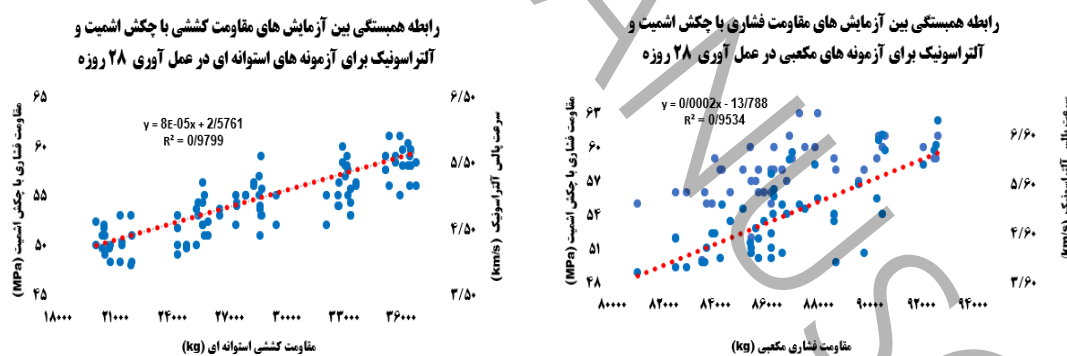 رابطه همبستگی بین آزمایش های مقاومت فشاری با چکش اشمیت و
آلتراسونیک برای آزمونه های مکعبی در عمل آوری ۲۸ روزه
y = 0/0002x - 13/788
R² = 0/9534
مقاومت فشاری با چکش اشمیت (MPa)
۶۳
۶۰
۵۷
۵۴
۵۱
۴۸
۶/۶۰
۵/۶۰
۴/۶۰
۳/۶۰
سرعت پالس آلتراسونیک (km/s)
۸۰۰۰۰ ۸۲۰۰۰ ۸۴۰۰۰ ۸۶۰۰۰ ۸۸۰۰۰ ۹۰۰۰۰ ۹۲۰۰۰ ۹۴۰۰۰
مقاومت فشاری مکعبی (kg)
رابطه همبستگی بین آزمایش های مقاومت کششی با چکش اشمیت و
آلتراسونیک برای آزمونه های استوانه ای در عمل آوری ۲۸ روزه
y = 8E-05x + 2/5761
R² = 0/9799
مقاومت فشاری با چکش اشمیت (MPa)
۶۵
۶۰
۵۵
۵۰
۴۵
۶/۵۰
۵/۵۰
۴/۵۰
۳/۵۰
سرعت پالس آلتراسونیک (km/s)
۱۸۰۰۰ ۲۱۰۰۰ ۲۴۰۰۰ ۲۷۰۰۰ ۳۰۰۰۰ ۳۳۰۰۰ ۳۶۰۰۰
مقاومت کششی استوانه ای (kg)